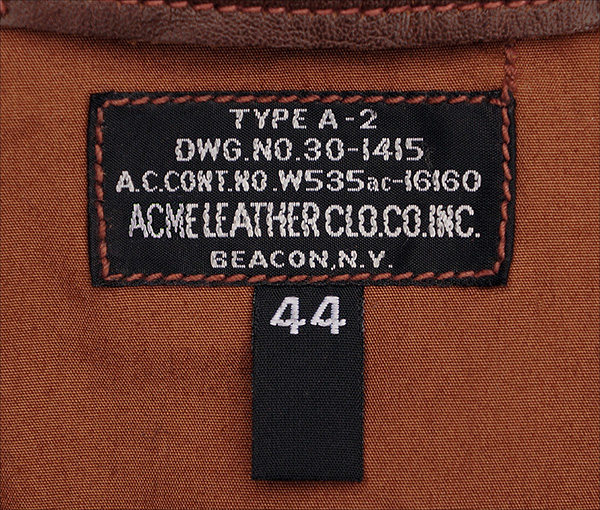 TYPE A-2
DWG.NO.30-1415
A.C.CONT.NO.W535ac-16160
ACME LEATHER CLO.CO.INC.
BEACON,N.Y.
44